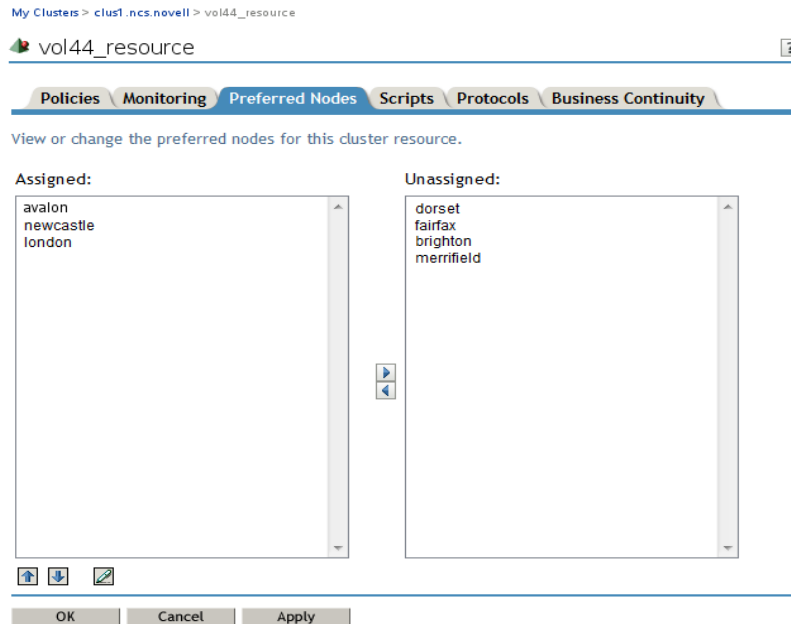 My Clusters > clus1.ncs.novell > vol44_resource
vol44_resource
?
Policies Monitoring Preferred Nodes Scripts Protocols Business Continuity
View or change the preferred nodes for this cluster resource.
Assigned: Unassigned:
avalon
newcastle
london
dorset
fairfax
brighton
merrifield
OK Cancel Apply